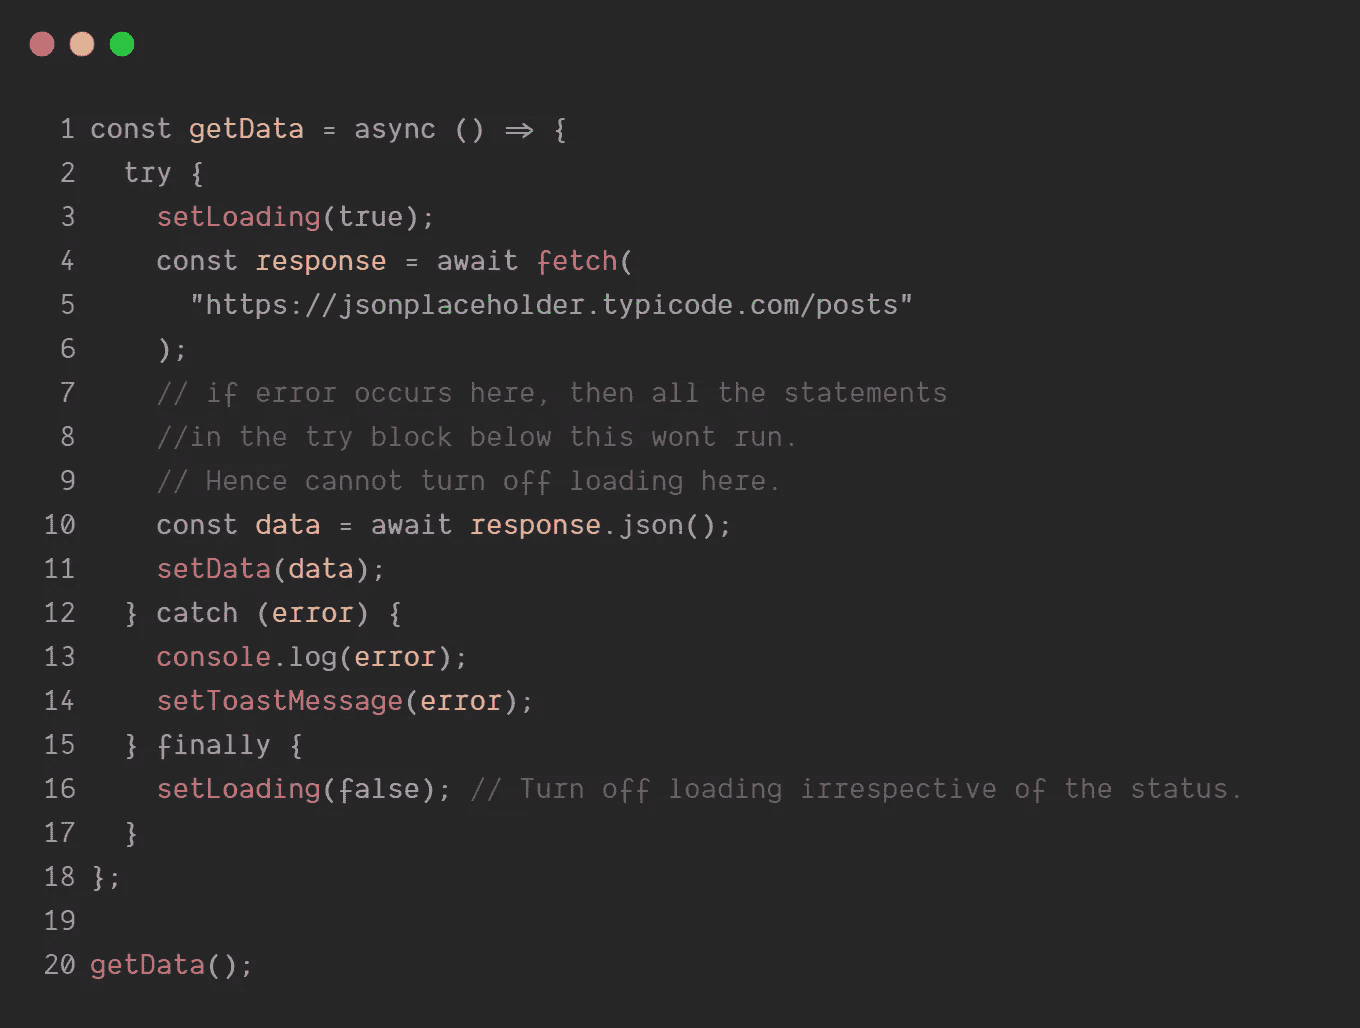 1 const getData = async () => {
2 try {
3 setLoading(true);
4 const response = await fetch(
5 "https://jsonplaceholder.typicode.com/posts"
6 );
7 // if error occurs here, then all the statements
8 //in the try block below this wont run.
9 // Hence cannot turn off loading here.
10 const data = await response.json();
11 setData(data);
12 } catch (error) {
13 console.log(error);
14 setToastMessage(error);
15 } finally {
16 setLoading(false); // Turn off loading irrespective of the status.
17 }
18 };
19
20 getData();